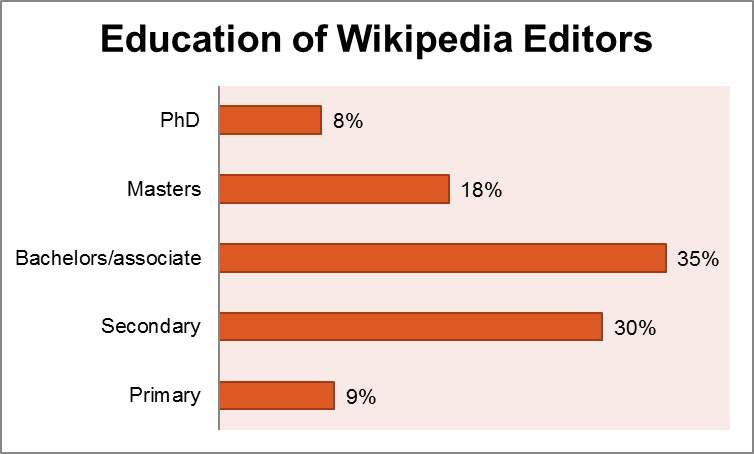 Education of Wikipedia Editors
PhD 8%
Masters 18%
Bachelors/associate 35%
Secondary 30%
Primary 9%